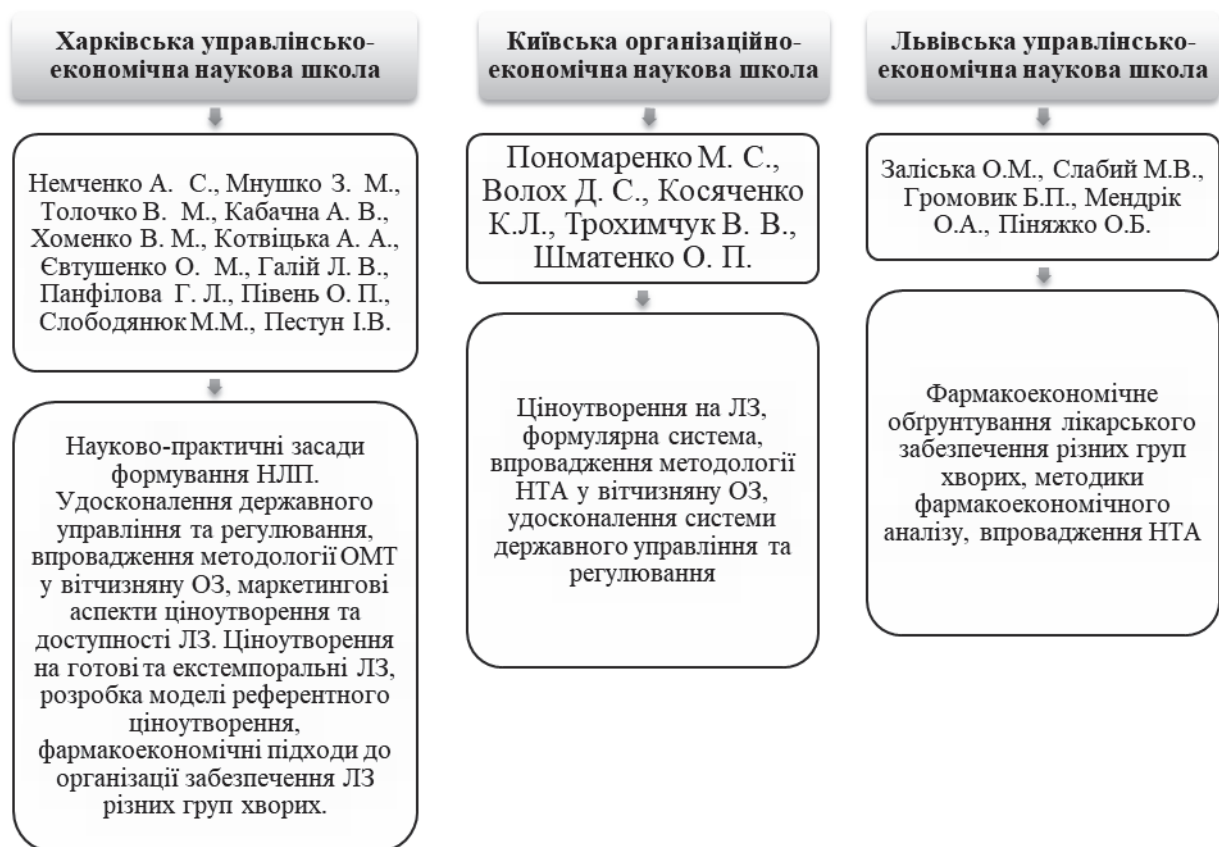 Харківська управлінсько-
економічна наукова школа
Немченко А. С., Мнушко З. М.,
Толочко В. М., Кабачна А. В.,
Хоменко В. М., Котвіцька А. А.,
Євтушенко О. М., Галій Л. В.,
Панфілова Г. Л., Півень О. П.,
Слободянюк М.М., Пестун І.В.
Науково-практичні засади
формування НЛП.
Удосконалення державного
управління та регулювання,
впровадження методології ОМТ
у вітчизняну ОЗ, маркетингові
аспекти ціноутворення та
доступності ЛЗ. Ціноутворення
на готові та екстемпоральні ЛЗ,
розробка моделі референтного
ціноутворення,
фармакоекономічні підходи до
організації забезпечення ЛЗ
різних груп хворих.
Київська організаційно-
економічна наукова школа
Пономаренко М. С.,
Волох Д. С., Косяченко
К.Л., Трохимчук В. В.,
Шматенко О. П.
Ціноутворення на ЛЗ,
формулярна система,
впровадження методології
НТА у вітчизняну ОЗ,
удосконалення системи
державного управління та
регулювання
Львівська управлінсько-
економічна наукова школа
Заліська О.М., Слабий М.В.,
Громовик Б.П., Мендрік
О.А., Піняжко О.Б.
Фармакоекономічне
обґрунтування лікарського
забезпечення різних груп
хворих, методики
фармакоекономічного
аналізу, впровадження НТА